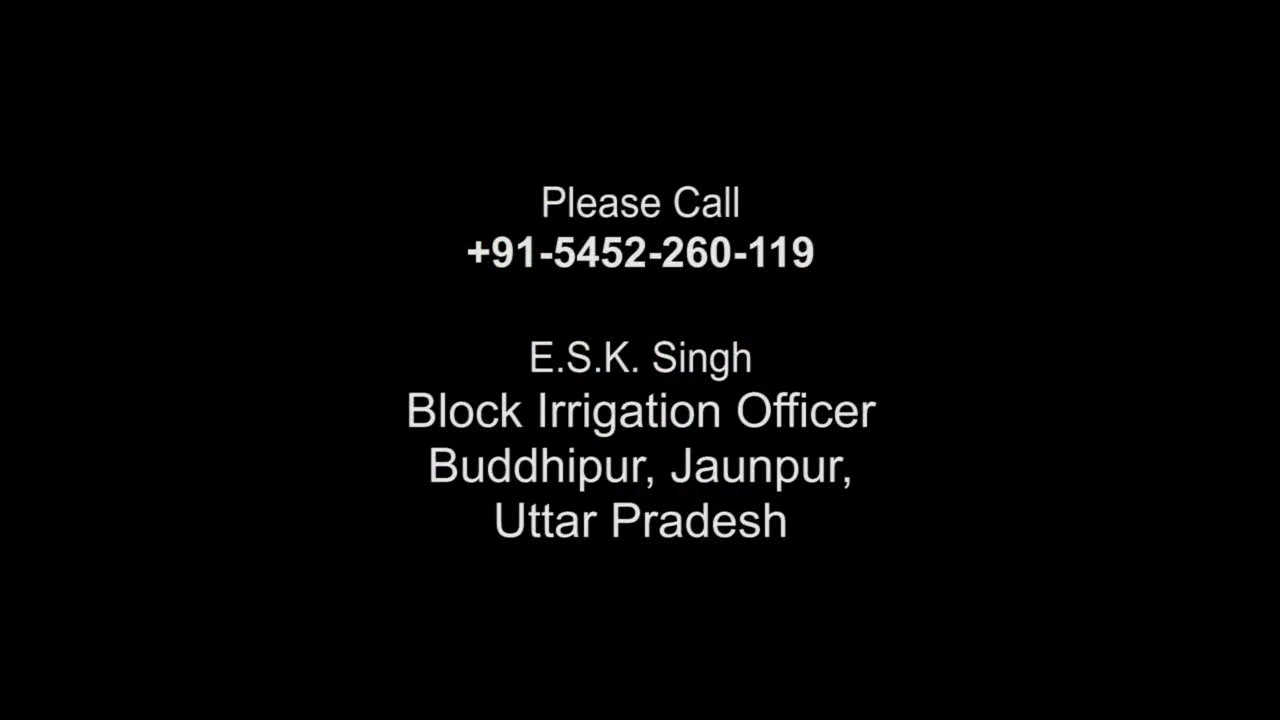 Please Call
+91-5452-260-119
E.S.K. Singh
Block Irrigation Officer
Buddhipur, Jaunpur,
Uttar Pradesh